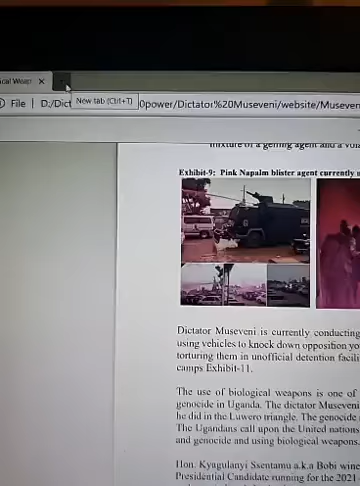 ical Weap
New tab (Ctrl+T)
File | D:/Dict 0power/Dictator%20Museveni/website/Museven
mixture of a gelling agent and a vola
Exhibit-9: Pink Napalm blister agent currently u
Dictator Museveni is currently conducting
using vehicles to knock down opposition yo
torturing them in unofficial detention facili
camps Exhibit-11.
The use of biological weapons is one of
genocide in Uganda. The dictator Museveni
he did in the Luwero triangle. The genocide
The Ugandans call upon the United nations
and genocide and using biological weapons.
Hon. Kyagulanyi Ssentamu a.k.a Bobi wine
Presidential Candidate running for the 2021